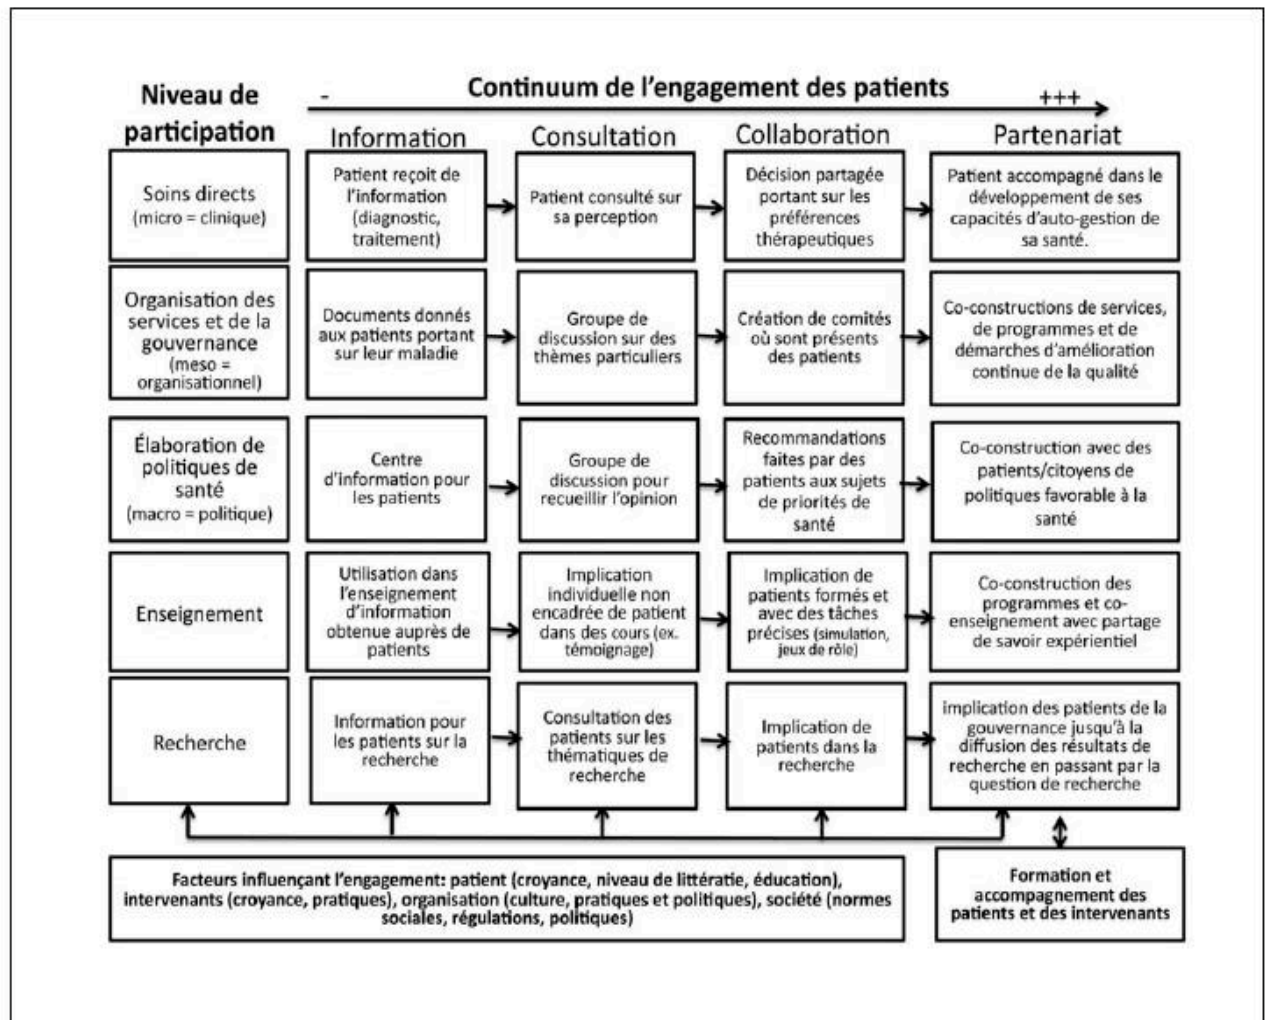 Continuum de l'engagement des patients
- +++
Niveau de
participation
Information
Consultation
Collaboration
Partenariat
Soins directs
(micro = clinique)
Patient reçoit de
l'information
(diagnostic,
traitement)
Patient consulté sur
sa perception
Décision partagée
portant sur les
préférences
thérapeutiques
Patient accompagné dans le
développement de ses
capacités d'auto-gestion de
sa santé.
Organisation des
services et de la
gouvernance
(meso =
organisationnel)
Documents donnés
aux patients portant
sur leur maladie
Groupe de
discussion sur des
thèmes particuliers
Création de comités
où sont présents
des patients
Co-constructions de services,
de programmes et de
démarches d'amélioration
continue de la qualité
Élaboration de
politiques de
santé
(macro = politique)
Centre
d'information pour
les patients
Groupe de
discussion pour
recueillir l'opinion
Recommandations
faites par des
patients aux sujets
de priorités de
santé
Co-construction avec des
patients/citoyens de
politiques favorable à la
santé
Enseignement
Utilisation dans
l'enseignement
d'information
obtenue auprès de
patients
Implication
individuelle non
encadrée de patient
dans des cours (ex.
témoignage)
Implication de
patients formés et
avec des tâches
précises (simulation,
jeux de rôle)
Co-construction des
programmes et co-
enseignement avec partage
de savoir expérientiel
Recherche
Information pour
les patients sur la
recherche
Consultation des
patients sur les
thématiques de
recherche
Implication de
patients dans la
recherche
implication des patients de la
gouvernance jusqu'à la
diffusion des résultats de
recherche en passant par la
question de recherche
Facteurs influençant l'engagement: patient (croyance, niveau de littératie, éducation),
intervenants (croyance, pratiques), organisation (culture, pratiques et politiques), société (normes
sociales, régulations, politiques)
Formation et
accompagnement des
patients et des intervenants